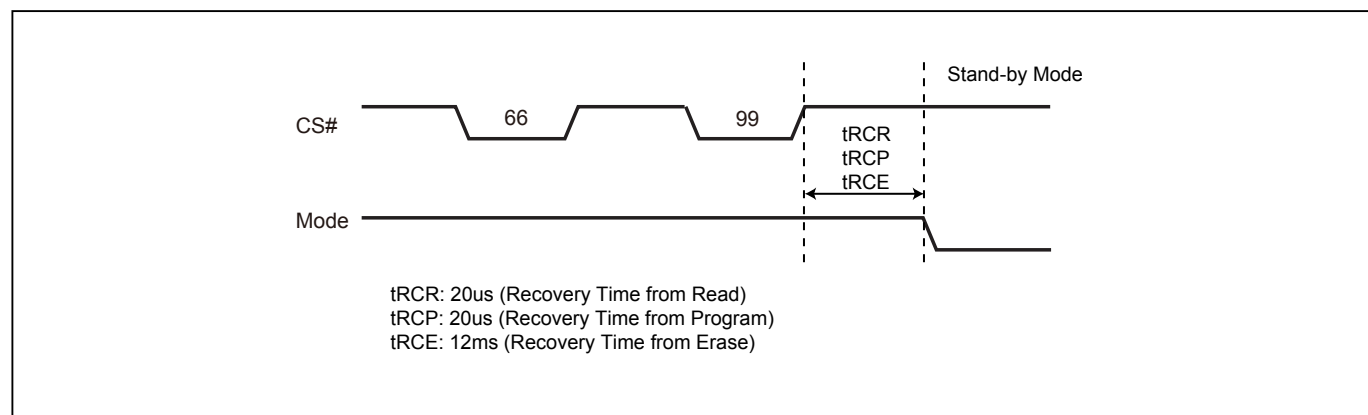 Stand-by Mode
CS#
66
99
tRCR
tRCP
tRCE
Mode
tRCR: 20us (Recovery Time from Read)
tRCP: 20us (Recovery Time from Program)
tRCE: 12ms (Recovery Time from Erase)